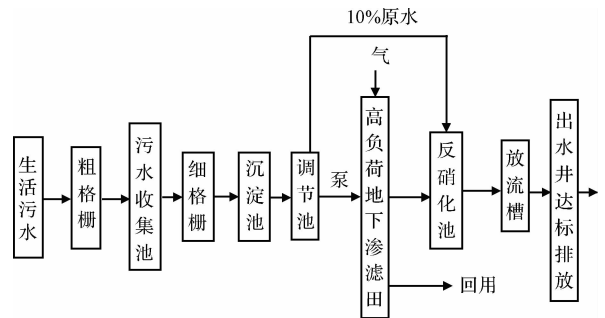 10%原水
气
生活污水
粗格栅
污水收集池
细格栅
沉淀池
调节池
泵
高负荷地下渗滤田
反硝化池
放流槽
出水井达标排放
回用